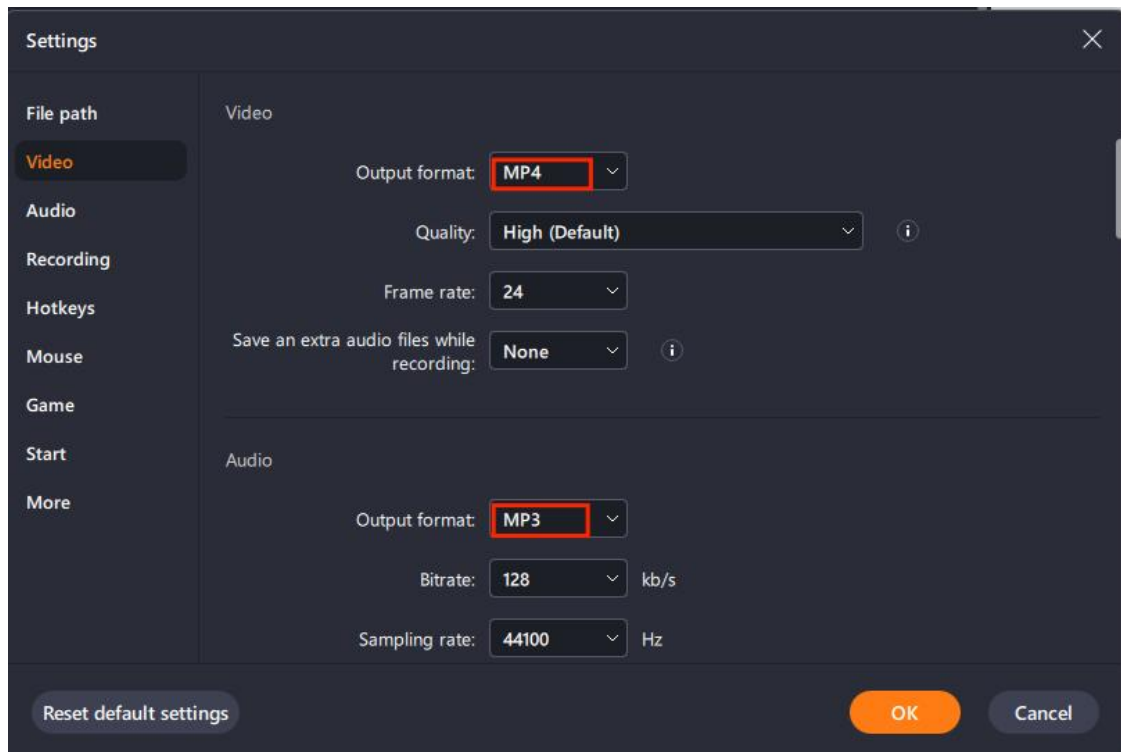 Settings
File path
Video
Audio
Recording
Hotkeys
Mouse
Game
Start
More
Video
Output format: MP4
Quality: High (Default)
Frame rate: 24
Save an extra audio files while
recording: None
Audio
Output format: MP3
Bitrate: 128 kb/s
Sampling rate: 44100 Hz
Reset default settings
OK
Cancel